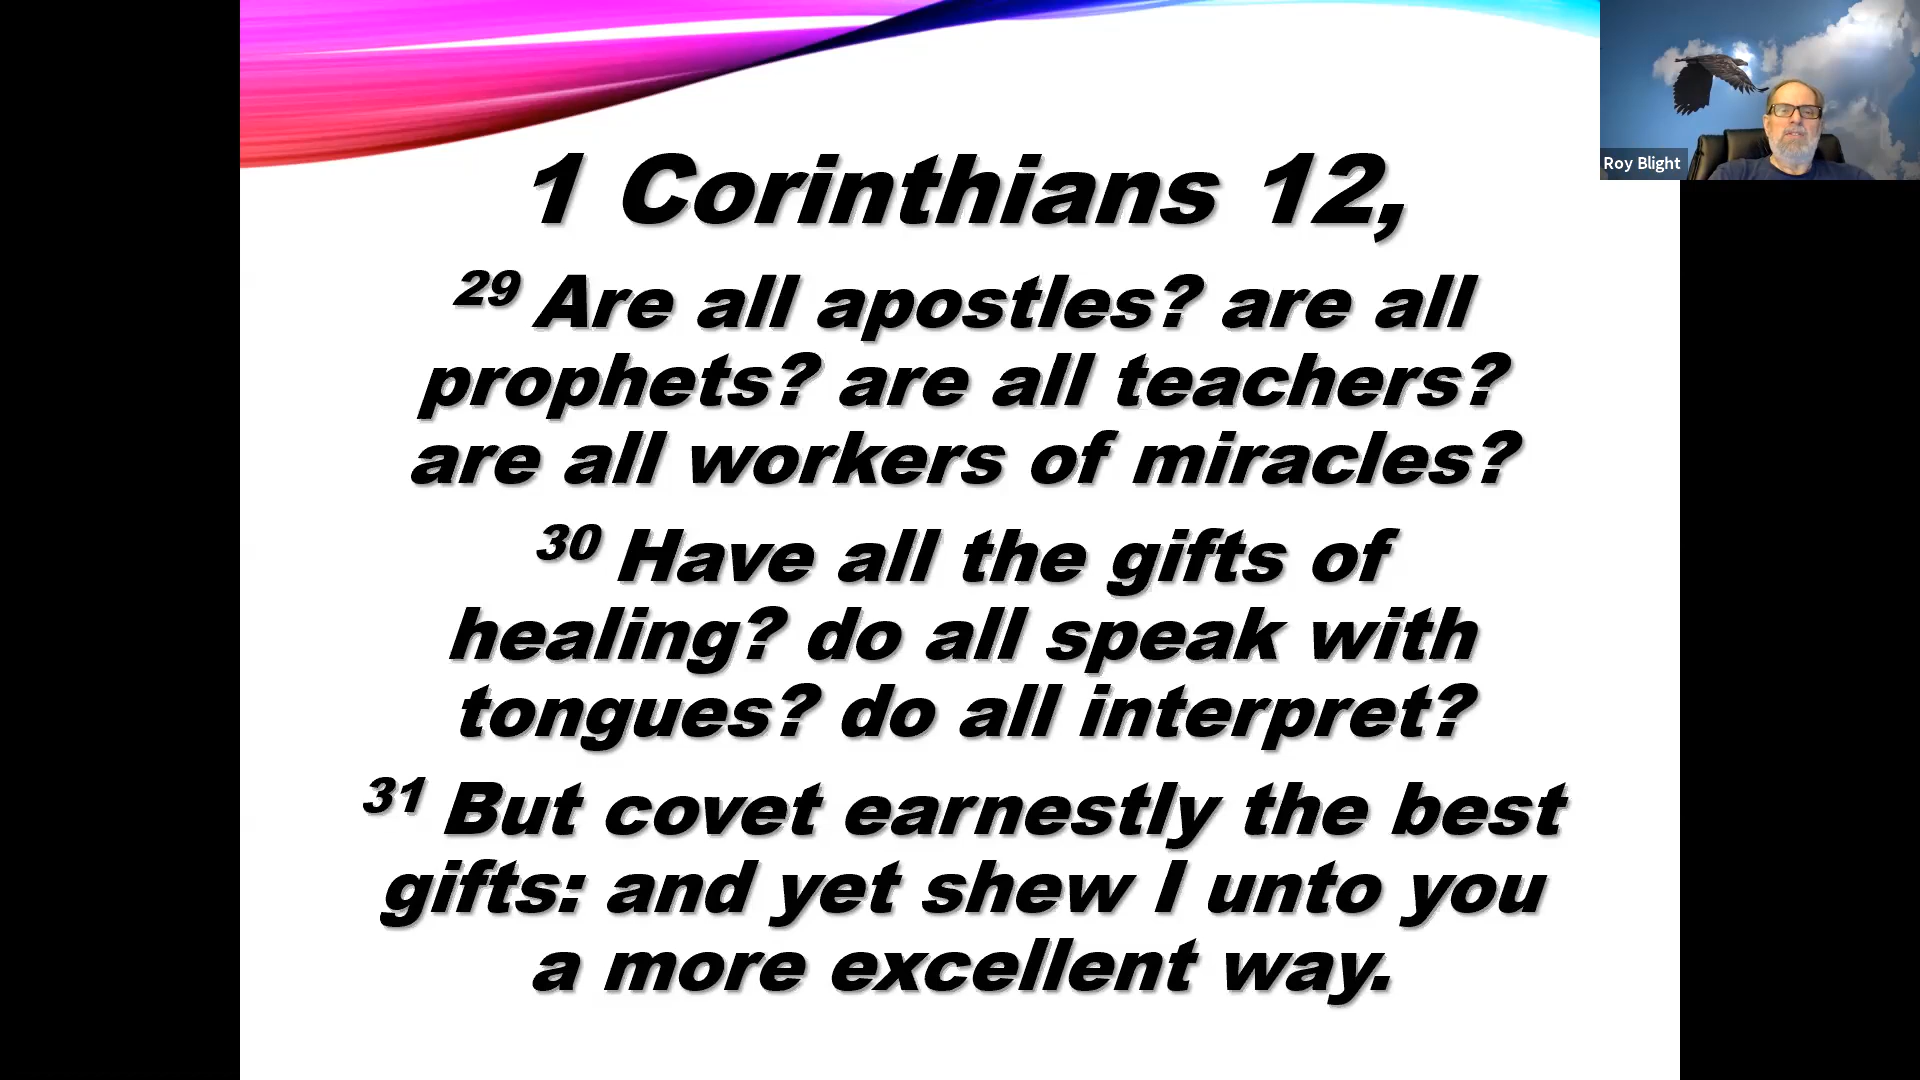 Roy Blight
1 Corinthians 12,
29 Are all apostles? are all
prophets? are all teachers?
are all workers of miracles?
30 Have all the gifts of
healing? do all speak with
tongues? do all interpret?
31 But covet earnestly the best
gifts: and yet shew I unto you
a more excellent way.